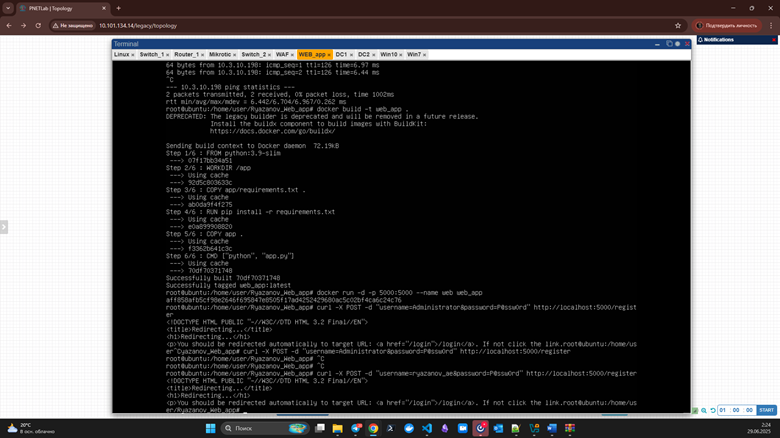 PNETLab | Topology
Не защищено
10.101.134.14/legacy/topology
Подтвердить личность
Terminal
Notifications
Linux
Switch_1
Router_1
Mikrotic
Switch_2
WAF
WEB_app
DC1
DC2
Win10
Win7
64 bytes from 10.3.10.198: icmp_seq=1 ttl=126 time=6.97 ms
64 bytes from 10.3.10.198: icmp_seq=2 ttl=126 time=6.44 ms
^C
--- 10.3.10.198 ping statistics ---
2 packets transmitted, 2 received, 0% packet loss, time 1002ms
rtt min/avg/max/mdev = 6.442/6.704/6.967/0.262 ms
root@ubuntu:/home/user/Ryazanov_Web_app# docker build -t web_app .
DEPRECATED: The legacy builder is deprecated and will be removed in a future release.
Install the buildx component to build images with BuildKit:
https://docs.docker.com/go/buildx/
Sending build context to Docker daemon  72.19kB
Step 1/6 : FROM python:3.9-slim
---> 07f17bb34a51
Step 2/6 : WORKDIR /app
---> Using cache
---> 92d5c803633c
Step 3/6 : COPY app/requirements.txt .
---> Using cache
---> ab0da9f4f275
Step 4/6 : RUN pip install -r requirements.txt
---> Using cache
---> e0a899908820
Step 5/6 : COPY app .
---> Using cache
---> f3362b641c3c
Step 6/6 : CMD ["python", "app.py"]
---> Using cache
---> 70df70371748
Successfully built 70df70371748
Successfully tagged web_app:latest
root@ubuntu:/home/user/Ryazanov_Web_app# docker run -d -p 5000:5000 --name web web_app
aff858afb5cf98e2646f695847e8505f17ad4252429680ac5c02bf4ca6c24c76
root@ubuntu:/home/user/Ryazanov_Web_app# curl -X POST -d "username=Administrator&password=P@ssw0rd" http://localhost:5000/regist
er
<!DOCTYPE HTML PUBLIC "-//W3C//DTD HTML 3.2 Final//EN">
<title>Redirecting...</title>
<h1>Redirecting...</h1>
<p>You should be redirected automatically to target URL: <a href="/login">/login</a>. If not click the link.root@ubuntu:/home/us
er^Cyazanov_Web_app# curl -X POST -d "username=Administrator&password=P@ssw0rd" http://localhost:5000/register
root@ubuntu:/home/user/Ryazanov_Web_app# ^C
root@ubuntu:/home/user/Ryazanov_Web_app# ^C
root@ubuntu:/home/user/Ryazanov_Web_app# curl -X POST -d "username=ryazanov_ae&password=P@ssw0rd" http://localhost:5000/register
<!DOCTYPE HTML PUBLIC "-//W3C//DTD HTML 3.2 Final//EN">
<title>Redirecting...</title>
<h1>Redirecting...</h1>
<p>You should be redirected automatically to target URL: <a href="/login">/login</a>. If not click the link.root@ubuntu:/home/us
er/Ryazanov_Web_app# _
01 : 00 : 00 START
20°C
В осн. облачно
Поиск
2:24
29.06.2025